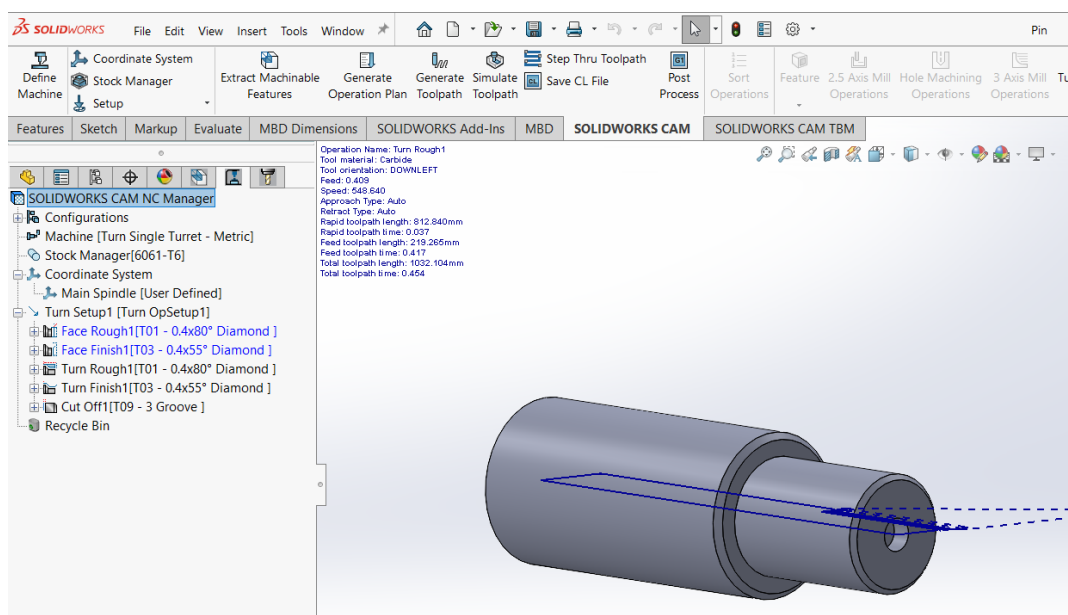 SOLIDWORKS File Edit View Insert Tools Window Pin
Define Machine
Coordinate System
Stock Manager
Setup
Extract Machinable Features
Generate Operation Plan
Generate Toolpath
Simulate Toolpath
Step Thru Toolpath
Save CL File
G1
Post Process
Sort Operations
Feature
2.5 Axis Mill Operations
Hole Machining Operations
3 Axis Mill Operations
Tu
Features Sketch Markup Evaluate MBD Dimensions SOLIDWORKS Add-Ins MBD SOLIDWORKS CAM SOLIDWORKS CAM TBM
SOLIDWORKS CAM NC Manager
Configurations
Machine [Turn Single Turret - Metric]
Stock Manager[6061-T6]
Coordinate System
Main Spindle [User Defined]
Turn Setup1 [Turn OpSetup1]
Face Rough1[T01 - 0.4x80° Diamond ]
Face Finish1[T03 - 0.4x55° Diamond ]
Turn Rough1[T01 - 0.4x80° Diamond ]
Turn Finish1[T03 - 0.4x55° Diamond ]
Cut Off1[T09 - 3 Groove ]
Recycle Bin
Operation Name: Turn Rough1
Tool material: Carbide
Tool orientation: DOWNLEFT
Feed: 0.409
Speed: 548.640
Approach Type: Auto
Retract Type: Auto
Rapid toolpath length: 812.840mm
Rapid toolpath time: 0.037
Feed toolpath length: 219.265mm
Feed toolpath time: 0.417
Total toolpath length: 1032.104mm
Total toolpath time: 0.454